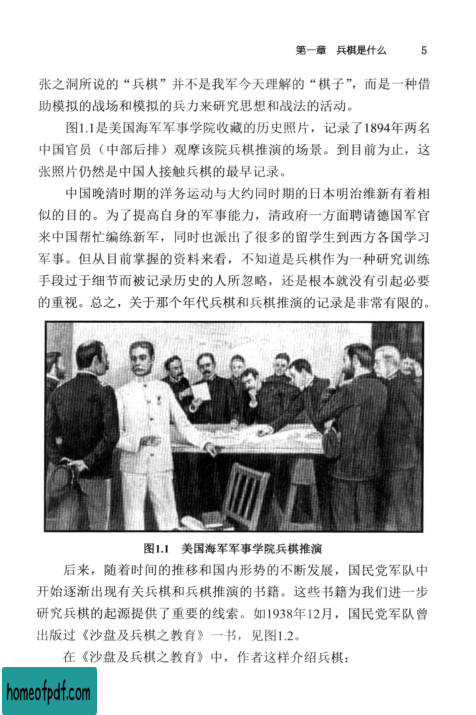 第一章 兵棋是什么 5
张之洞所说的“兵棋”并不是我军今天理解的“棋子”，而是一种借
助模拟的战场和模拟的兵力来研究思想和战法的活动。
图1.1是美国海军军事学院收藏的历史照片，记录了1894年两名
中国官员（中部后排）观摩该院兵棋推演的场景。到目前为止，这
张照片仍然是中国人接触兵棋的最早记录。
中国晚清时期的洋务运动与大约同时期的日本明治维新有着相
似的目的。为了提高自身的军事能力，清政府一方面聘请德国军官
来中国帮忙编练新军，同时也派出了很多的留学生到西方各国学习
军事。但从目前掌握的资料来看，不知道是兵棋作为一种研究训练
手段过于细节而被记录历史的人所忽略，还是根本就没有引起必要
的重视。总之，关于那个年代兵棋和兵棋推演的记录是非常有限的。
图1.1 美国海军军事学院兵棋推演
后来，随着时间的推移和国内形势的不断发展，国民党军队中
开始逐渐出现有关兵棋和兵棋推演的书籍。这些书籍为我们进一步
研究兵棋的起源提供了重要的线索。如1938年12月，国民党军队曾
出版过《沙盘及兵棋之教育》一书，见图1.2。
在《沙盘及兵棋之教育》中，作者这样介绍兵棋：
homeofpdf.com